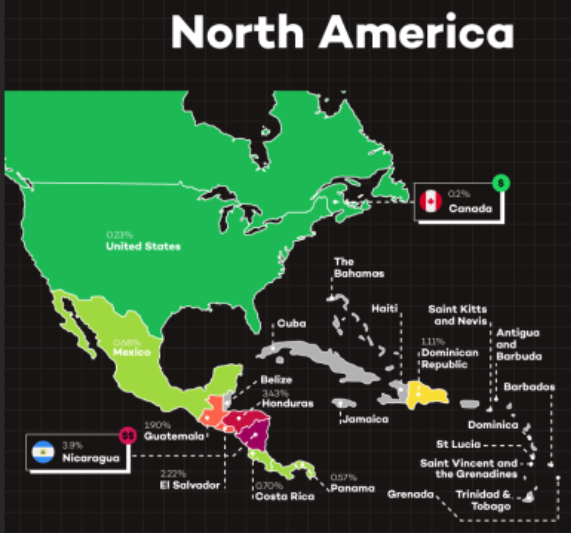 North America
$
0.2%
Canada
0.23%
United States
The
Bahamas
Haiti
Saint Kitts
and Nevis
Antigua
and
Barbuda
Cuba
0.68%
Mexico
1.11%
Dominican
Republic
Belize
Barbados
3.43%
Honduras
Jamaica
1.90%
Guatemala
Dominica
$$
3.9%
Nicaragua
St Lucia
Saint Vincent and
the Grenadines
2.22%
El Salvador
0.70%
Costa Rica
0.57%
Panama
Grenada
Trinidad &
Tobago